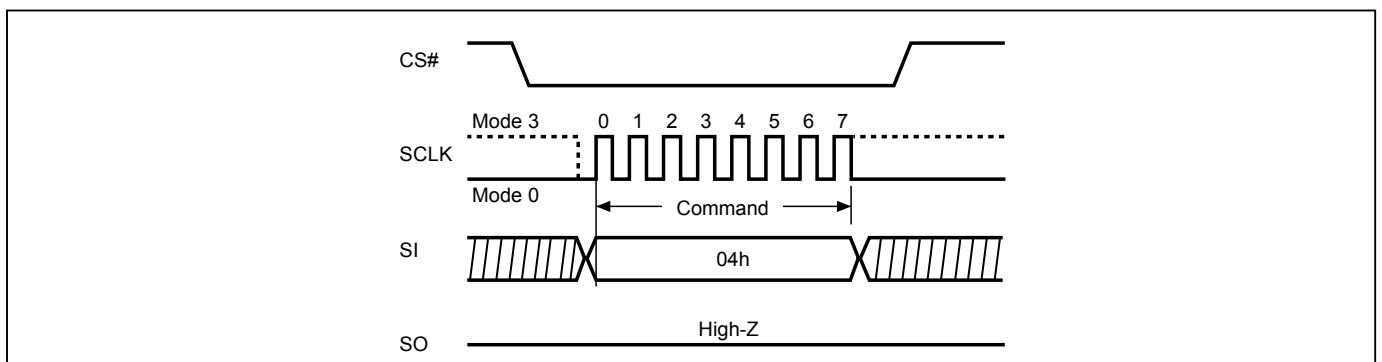 CS#
Mode 3 0 1 2 3 4 5 6 7
SCLK
Mode 0
Command
SI
04h
High-Z
SO